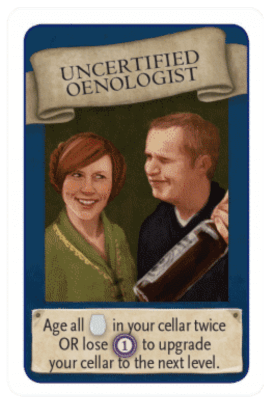 UNCERTIFIED
OENOLOGIST
Age all in your cellar twice
OR lose 1 to upgrade
your cellar to the next level.